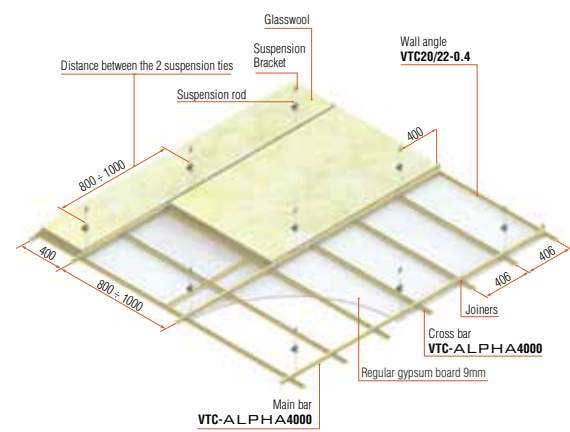 Glasswool
Suspension
Bracket
Wall angle
VTC20/22-0.4
Distance between the 2 suspension ties
Suspension rod
400
800÷1000
400
800÷1000
406
406
Joiners
Cross bar
VTC-ALPHA4000
Regular gypsum board 9mm
Main bar
VTC-ALPHA4000